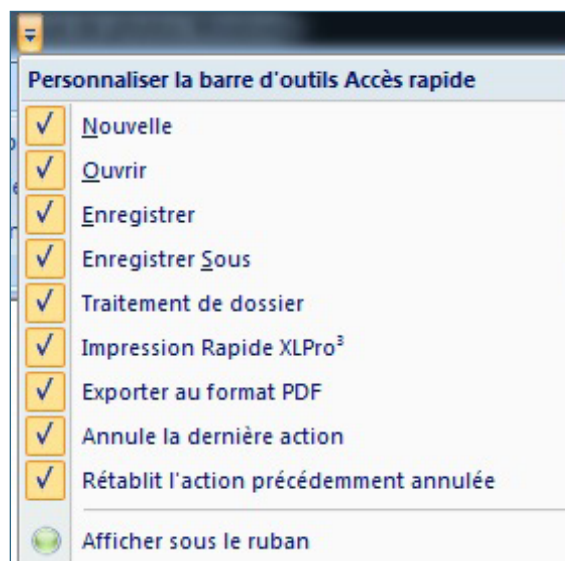 Personnaliser la barre d'outils Accès rapide
Nouvelle
Ouvrir
Enregistrer
Enregistrer Sous
Traitement de dossier
Impression Rapide XLPro³
Exporter au format PDF
Annule la dernière action
Rétablit l'action précédemment annulée
Afficher sous le ruban